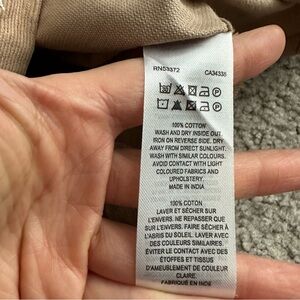 RN53372 CA34335
100% COTTON
WASH AND DRY INSIDE OUT.
IRON ON REVERSE SIDE. DRY
AWAY FROM DIRECT SUNLIGHT.
WASH WITH SIMILAR COLOURS.
AVOID CONTACT WITH LIGHT
COLOURED FABRICS AND
UPHOLSTERY.
MADE IN INDIA
100% COTON
LAVER ET SÉCHER SUR
L'ENVERS. NE REPASSER QUE
SUR L'ENVERS. FAIRE SÉCHER À
L'ABRIS DU SOLEIL. LAVER AVEC
DES COULEURS SIMILAIRES
ÉVITER LE CONTACT AVEC DES
ÉTOFFES ET TISSUS
D'AMEUBLEMENT DE COULEUR
CLAIRE
FABRIQUÉ EN INDE